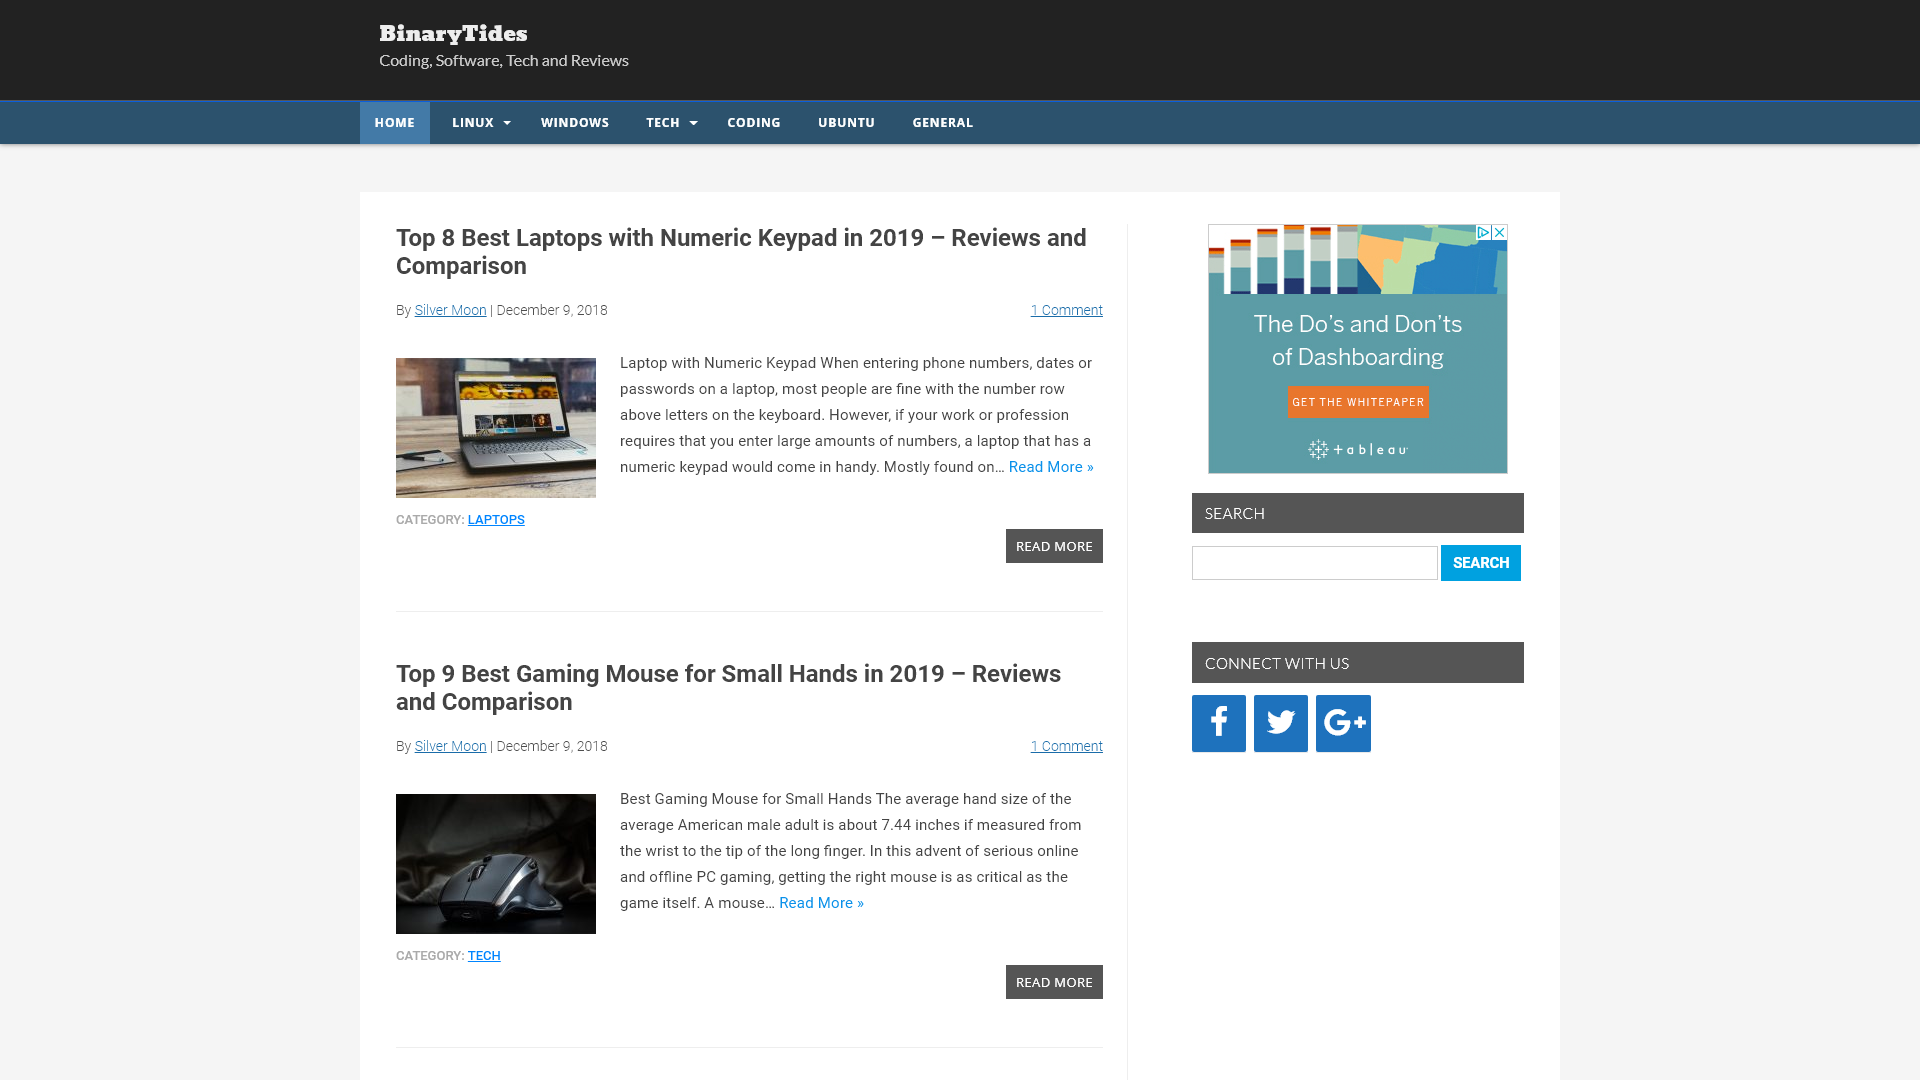 BinaryTides
Coding, Software, Tech and Reviews
HOME
LINUX
WINDOWS
TECH
CODING
UBUNTU
GENERAL
Top 8 Best Laptops with Numeric Keypad in 2019 – Reviews and
Comparison
By Silver Moon | December 9, 2018
1 Comment
Laptop with Numeric Keypad When entering phone numbers, dates or
passwords on a laptop, most people are fine with the number row
above letters on the keyboard. However, if your work or profession
requires that you enter large amounts of numbers, a laptop that has a
numeric keypad would come in handy. Mostly found on… Read More »
CATEGORY: LAPTOPS
READ MORE
Top 9 Best Gaming Mouse for Small Hands in 2019 – Reviews
and Comparison
By Silver Moon | December 9, 2018
1 Comment
Best Gaming Mouse for Small Hands The average hand size of the
average American male adult is about 7.44 inches if measured from
the wrist to the tip of the long finger. In this advent of serious online
and offline PC gaming, getting the right mouse is as critical as the
game itself. A mouse… Read More »
CATEGORY: TECH
READ MORE
The Do's and Don'ts
of Dashboarding
GET THE WHITEPAPER
+ableau
SEARCH
SEARCH
CONNECT WITH US